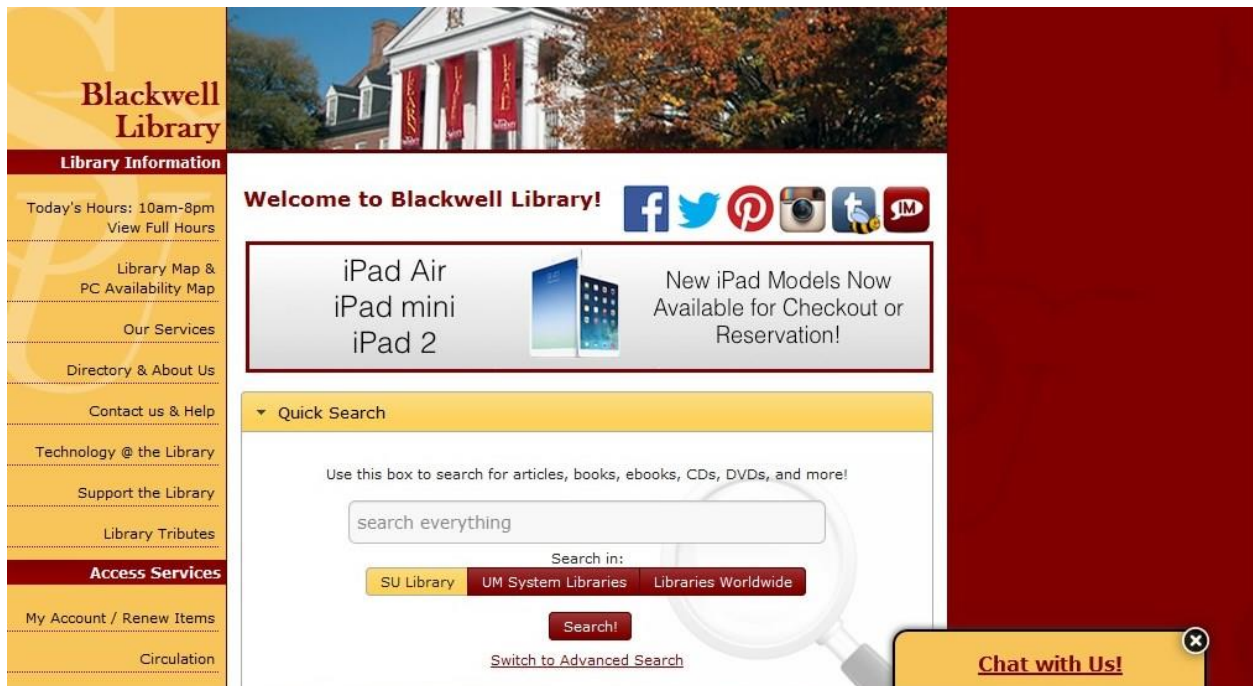 Blackwell
Library
Library Information
Today's Hours: 10am-8pm
View Full Hours
Library Map &
PC Availability Map
Our Services
Directory & About Us
Contact us & Help
Technology @ the Library
Support the Library
Library Tributes
Access Services
My Account / Renew Items
Circulation
LEARN
READ
Welcome to Blackwell Library!
f
t
IM
iPad Air
iPad mini
iPad 2
New iPad Models Now
Available for Checkout or
Reservation!
Quick Search
Use this box to search for articles, books, ebooks, CDs, DVDs, and more!
search everything
Search in:
SU Library UM System Libraries Libraries Worldwide
Search!
Switch to Advanced Search
Chat with Us!